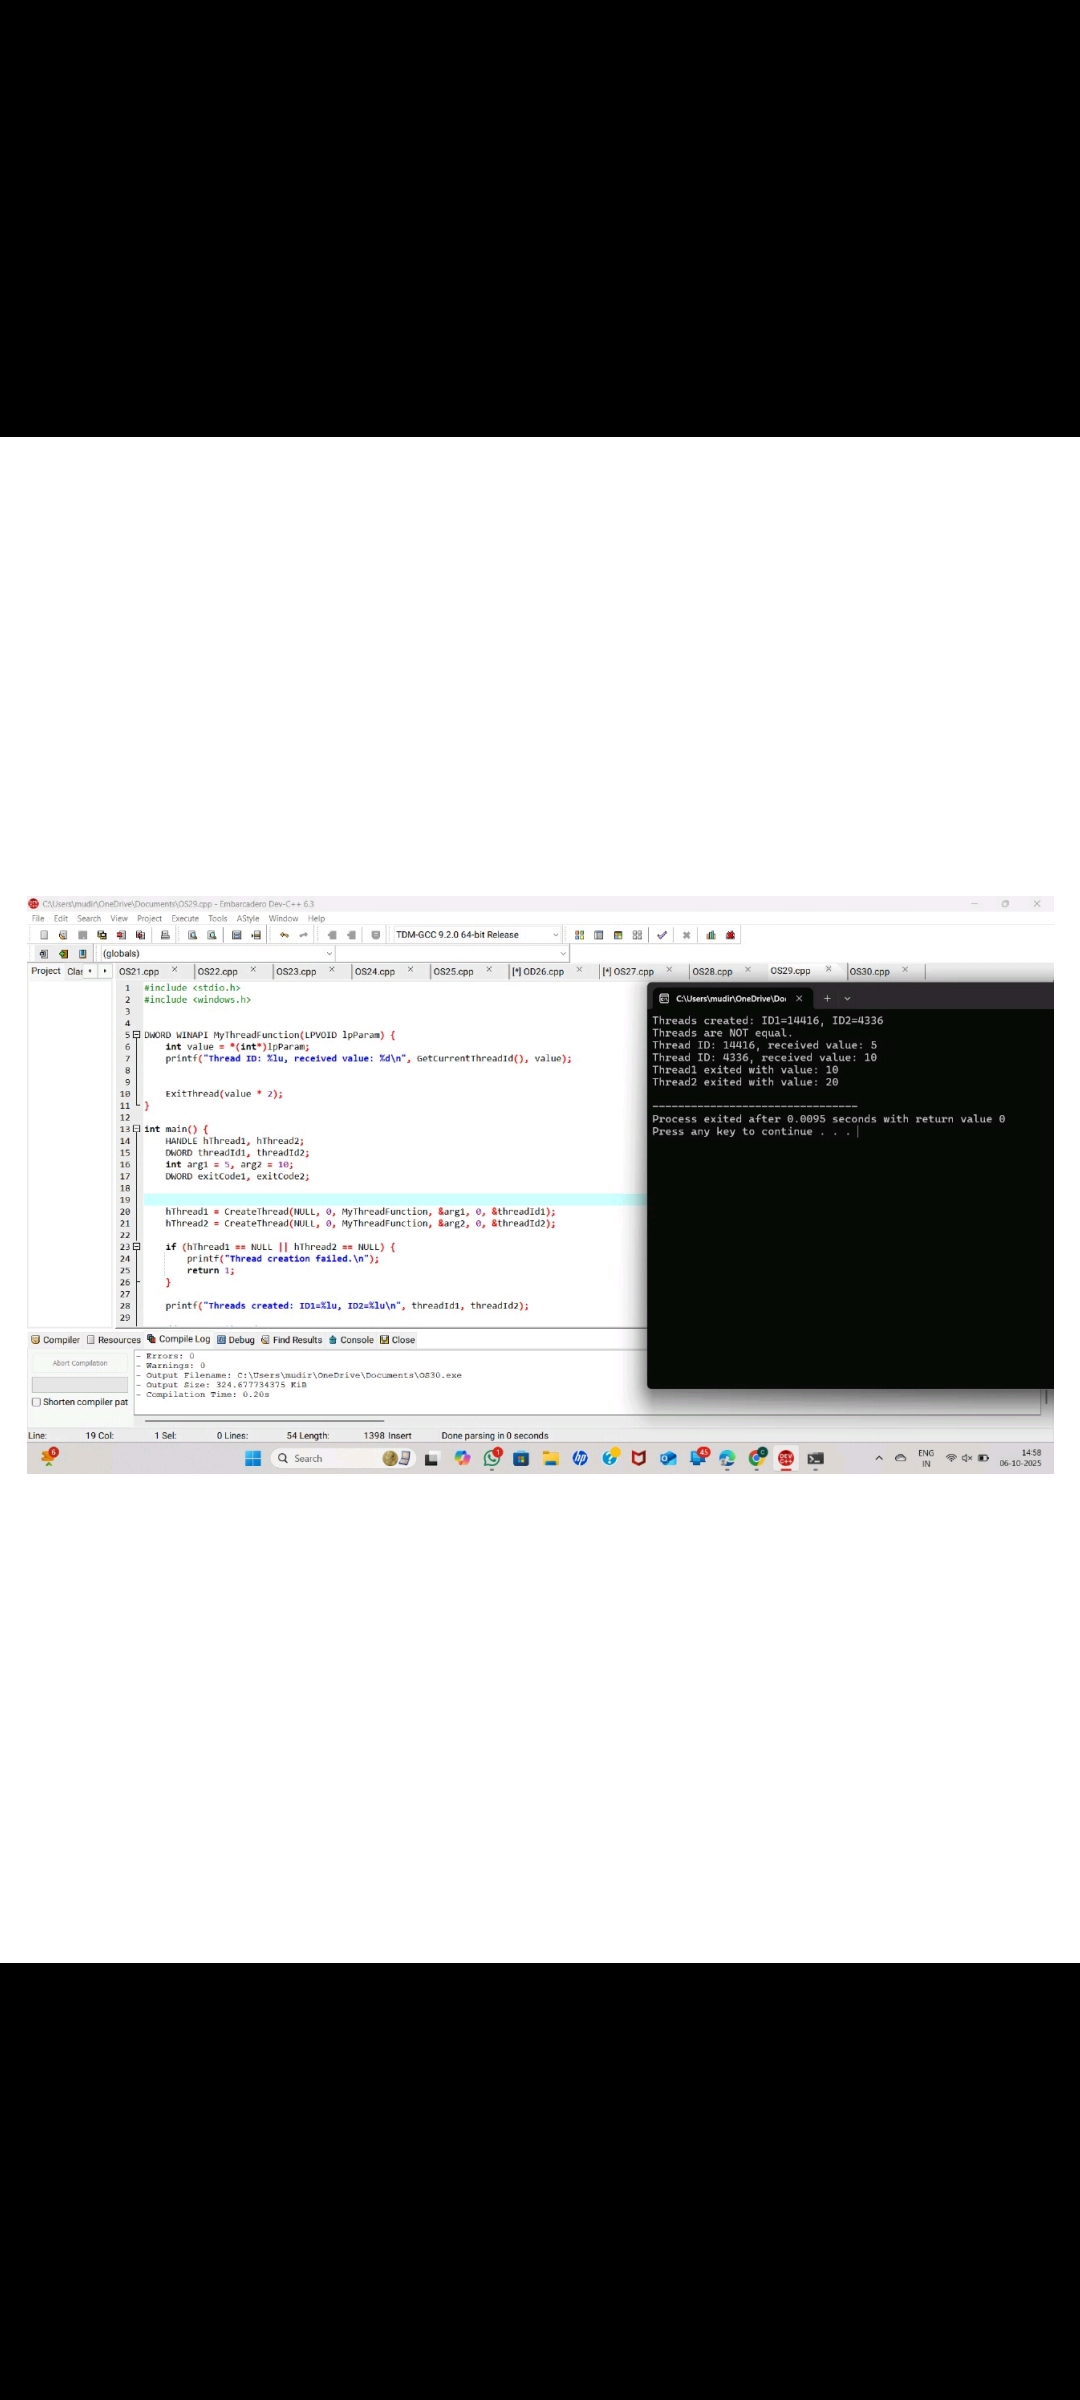 C:\Users\mudir\OneDrive\Documents\OS29.cpp - Embarcadero Dev-C++ 6.3
File Edit Search View Project Execute Tools AStyle Window Help
TDM-GCC 9.2.0 64-bit Release
(globals)
Project Clas OS21.cpp OS22.cpp OS23.cpp OS24.cpp OS25.cpp [*] OD26.cpp [*] OS27.cpp OS28.cpp OS29.cpp OS30.cpp
1 #include <stdio.h>
2 #include <windows.h>
3
4
5 DWORD WINAPI MyThreadFunction(LPVOID lpParam) {
6 int value = *(int*)lpParam;
7 printf("Thread ID: %lu, received value: %d\n", GetCurrentThreadId(), value);
8
9
10 ExitThread(value * 2);
11 }
12
13 int main() {
14 HANDLE hThread1, hThread2;
15 DWORD threadId1, threadId2;
16 int arg1 = 5, arg2 = 10;
17 DWORD exitCode1, exitCode2;
18
19
20 hThread1 = CreateThread(NULL, 0, MyThreadFunction, &arg1, 0, &threadId1);
21 hThread2 = CreateThread(NULL, 0, MyThreadFunction, &arg2, 0, &threadId2);
22
23 if (hThread1 == NULL || hThread2 == NULL) {
24 printf("Thread creation failed.\n");
25 return 1;
26 }
27
28 printf("Threads created: ID1=%lu, ID2=%lu\n", threadId1, threadId2);
29
C:\Users\mudir\OneDrive\Do
Threads created: ID1=14416, ID2=4336
Threads are NOT equal.
Thread ID: 14416, received value: 5
Thread ID: 4336, received value: 10
Thread1 exited with value: 10
Thread2 exited with value: 20
--------------------------------
Process exited after 0.0095 seconds with return value 0
Press any key to continue . . .
Compiler Resources Compile Log Debug Find Results Console Close
Abort Compilation
Shorten compiler pat
- Errors: 0
- Warnings: 0
- Output Filename: C:\Users\mudir\OneDrive\Documents\OS30.exe
- Output Size: 324.677734375 KiB
- Compilation Time: 0.20s
Line: 19 Col: 1 Sel: 0 Lines: 54 Length: 1398 Insert Done parsing in 0 seconds
6 Search 1 45 ENG IN 14:58 06-10-2025